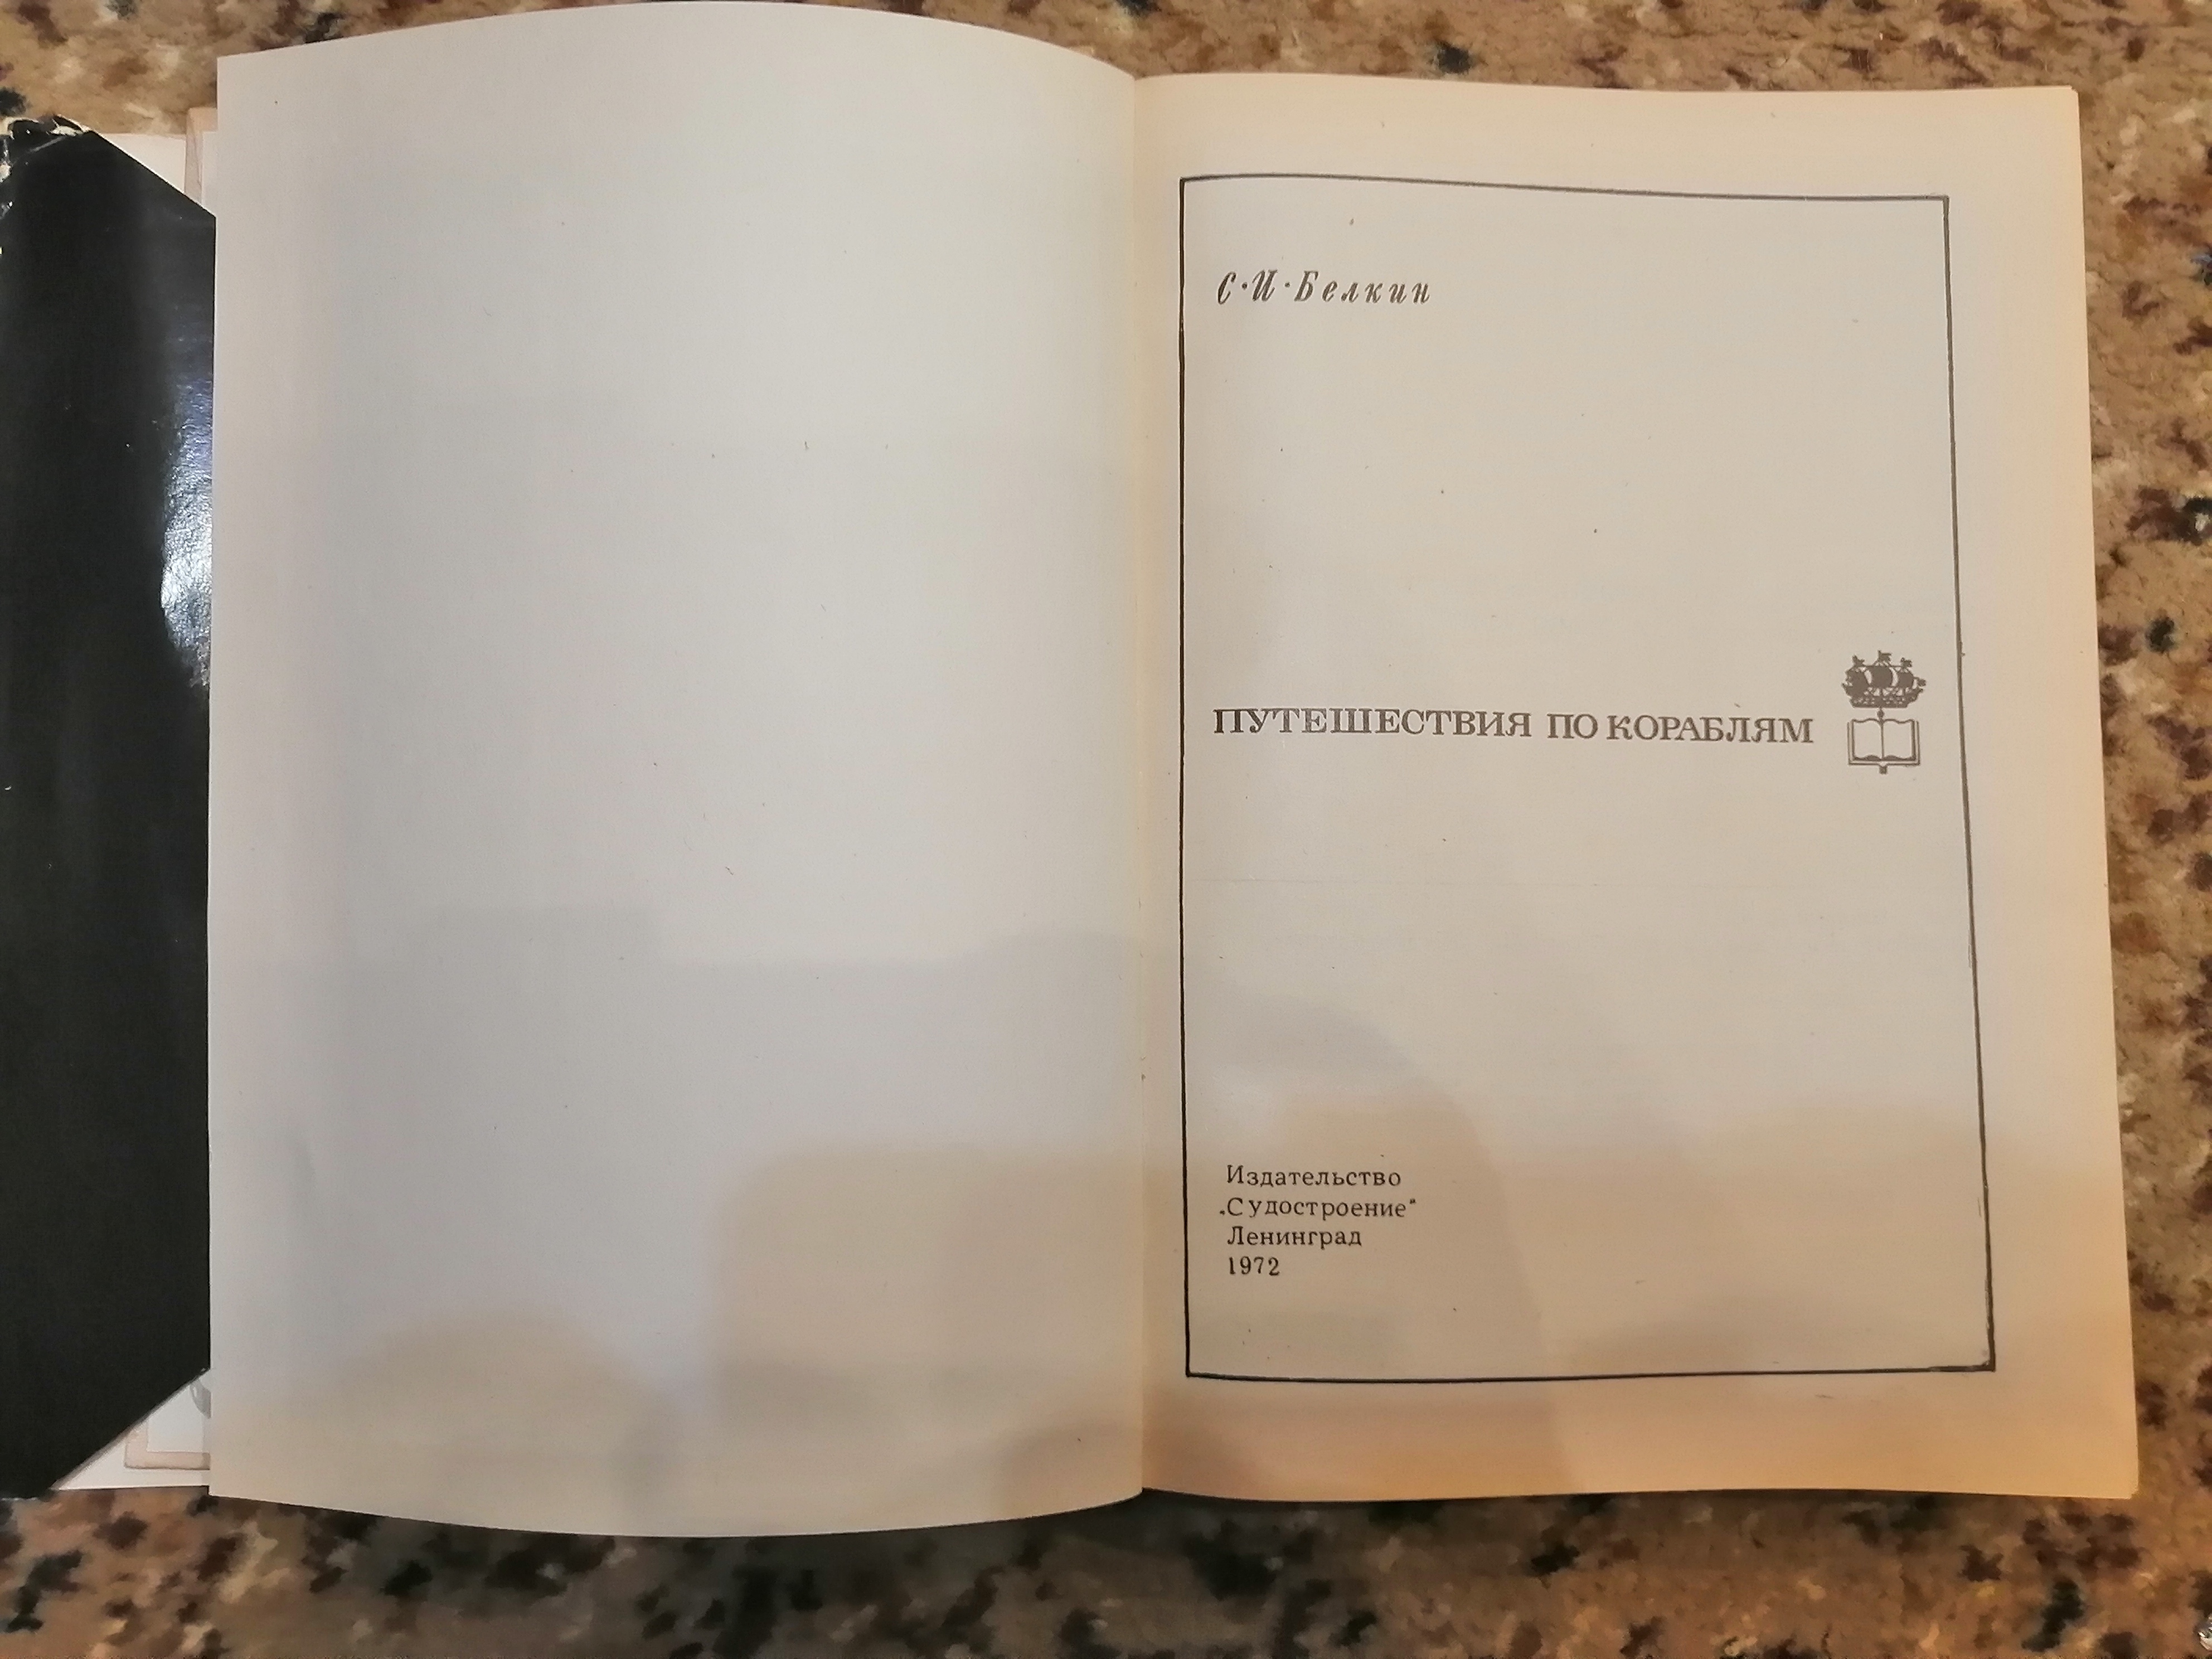 С·И·Белкин
ПУТЕШЕСТВИЯ ПО КОРАБЛЯМ
Издательство
„Судостроение“
Ленинград
1972